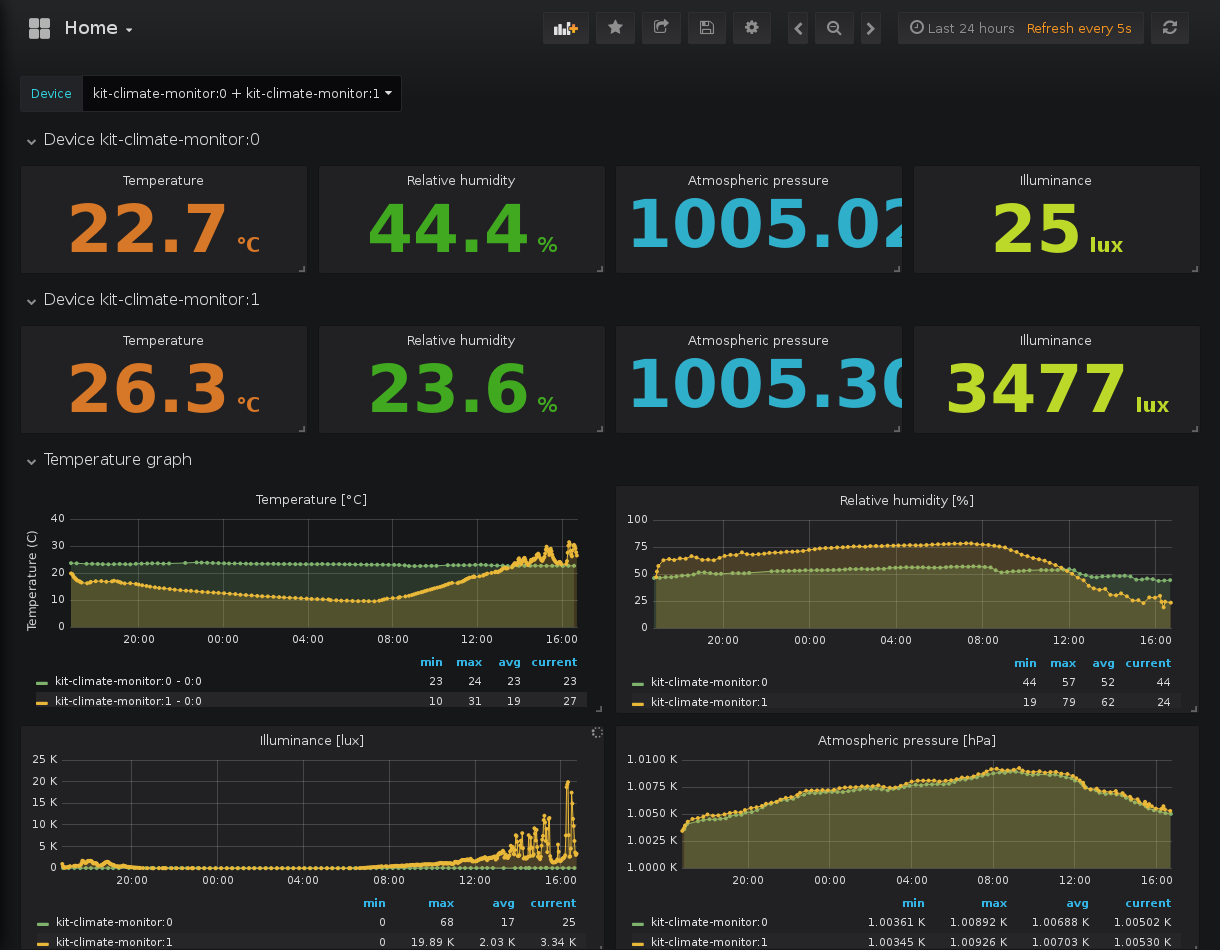 Home
Last 24 hours Refresh every 5s
Device kit-climate-monitor:0 + kit-climate-monitor:1
Device kit-climate-monitor:0
Temperature Relative humidity Atmospheric pressure Illuminance
22.7 °C 44.4 % 1005.02 25 lux
Device kit-climate-monitor:1
Temperature Relative humidity Atmospheric pressure Illuminance
26.3 °C 23.6 % 1005.30 3477 lux
Temperature graph
Temperature [°C]
Temperature (C)
40
30
20
10
0
20:00 00:00 04:00 08:00 12:00 16:00
min max avg current
kit-climate-monitor:0 - 0:0 23 24 23 23
kit-climate-monitor:1 - 0:0 10 31 19 27
Relative humidity [%]
100
75
50
25
0
20:00 00:00 04:00 08:00 12:00 16:00
min max avg current
kit-climate-monitor:0 44 57 52 44
kit-climate-monitor:1 19 79 62 24
Illuminance [lux]
25 K
20 K
15 K
10 K
5 K
0
20:00 00:00 04:00 08:00 12:00 16:00
min max avg current
kit-climate-monitor:0 0 68 17 25
kit-climate-monitor:1 0 19.89 K 2.03 K 3.34 K
Atmospheric pressure [hPa]
1.0100 K
1.0075 K
1.0050 K
1.0025 K
1.0000 K
20:00 00:00 04:00 08:00 12:00 16:00
min max avg current
kit-climate-monitor:0 1.00361 K 1.00892 K 1.00688 K 1.00502 K
kit-climate-monitor:1 1.00345 K 1.00926 K 1.00703 K 1.00530 K